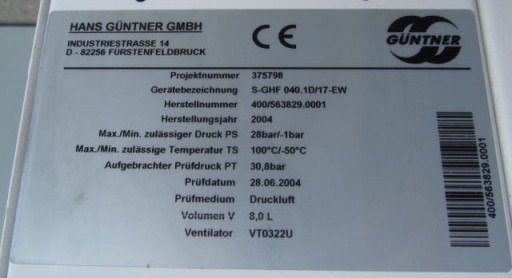 HANS GÜNTNER GMBH
INDUSTRIESTRASSE 14
D - 82256 FÜRSTENFELDBRUCK
CE
GÜNTNER
Projektnummer 375798
Gerätebezeichnung S-GHF 040.1D/17-EW
Herstellnummer 400/563829.0001
Herstellungsjahr 2004
Max./Min. zulässiger Druck PS 28bar/-1bar
Max./Min. zulässige Temperatur TS 100°C/-50°C
Aufgebrachter Prüfdruck PT 30,8bar
Prüfdatum 28.06.2004
Prüfmedium Druckluft
Volumen V 8,0 L
Ventilator VT0322U
400/563829.0001